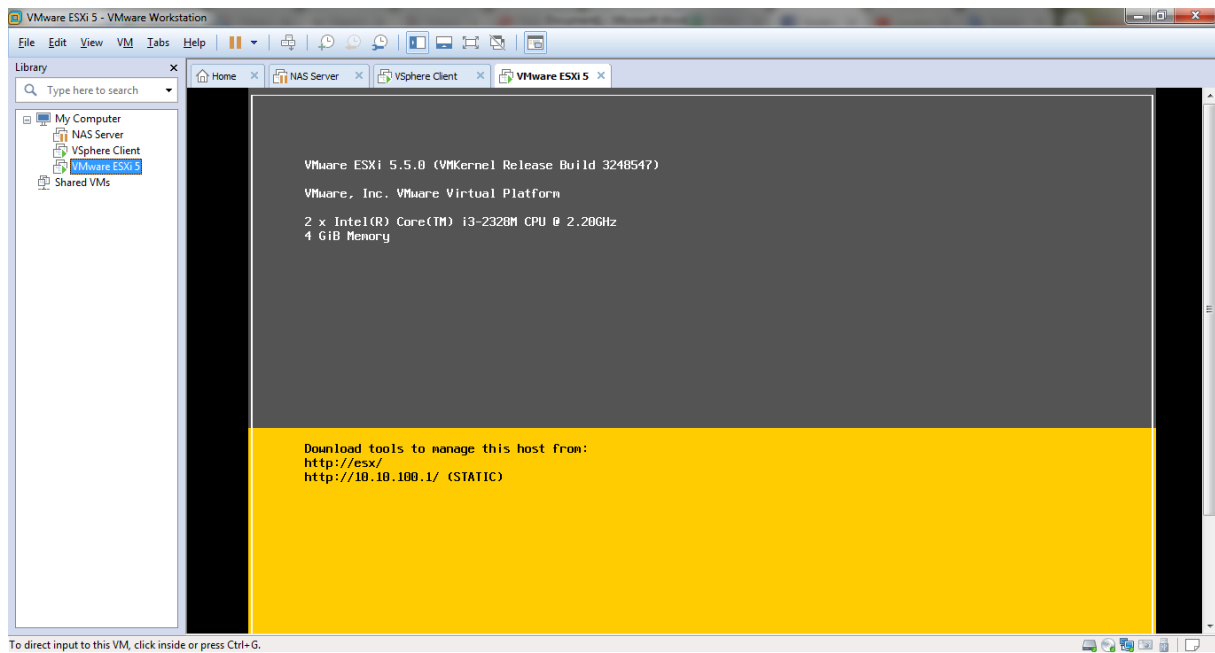 VMware ESXi 5 - VMware Workstation
File Edit View VM Tabs Help
Library
Type here to search
Home
NAS Server
VSphere Client
VMware ESXi 5
My Computer
NAS Server
VSphere Client
VMware ESXi 5
Shared VMs
VMware ESXi 5.5.0 (VMKernel Release Build 3248547)
VMware, Inc. VMware Virtual Platform
2 x Intel(R) Core(TM) i3-2328M CPU @ 2.20GHz
4 GiB Memory
Download tools to manage this host from:
http://esx/
http://10.10.100.1/ (STATIC)
To direct input to this VM, click inside or press Ctrl+G.